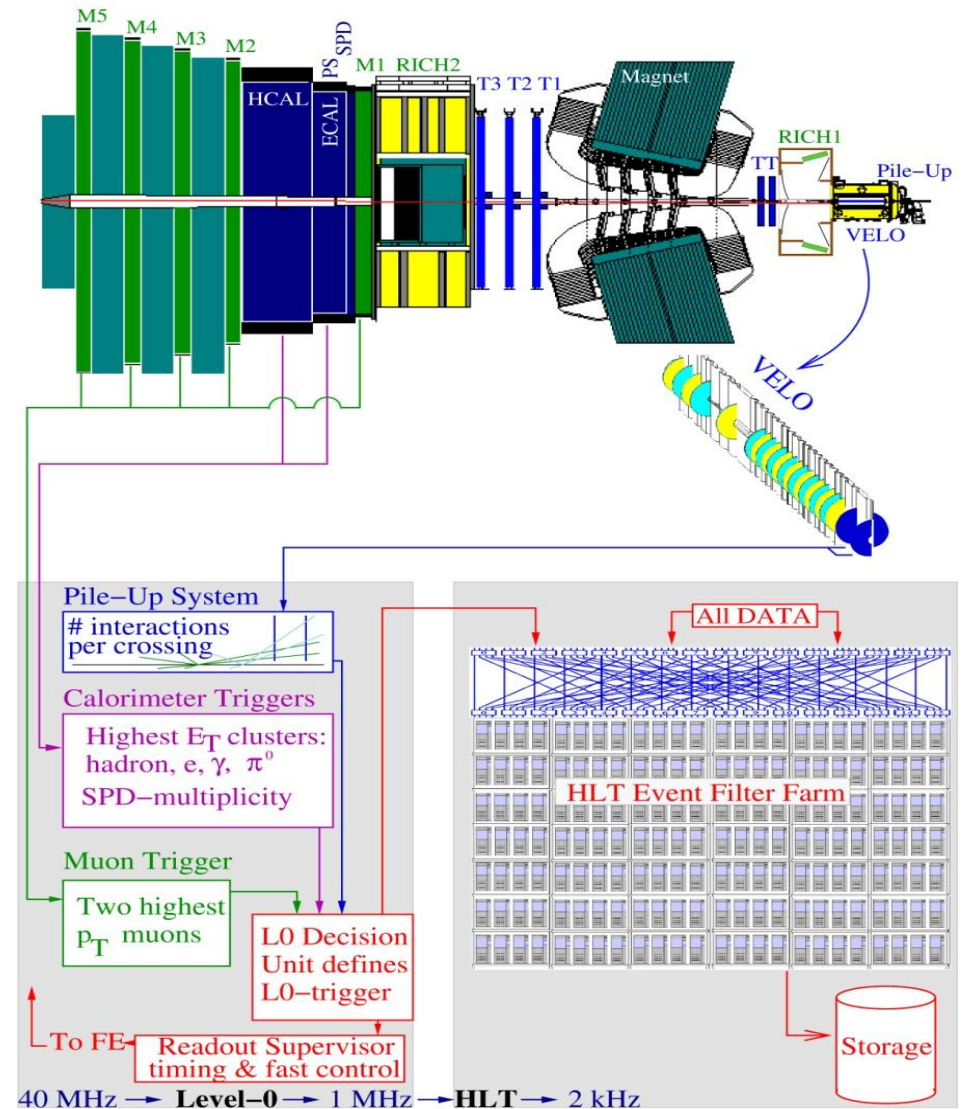 M5
M4
M3
M2
HCAL
PS
SPD
ECAL
M1
RICH2
T3 T2 T1
Magnet
TT
RICH1
Pile-Up
VELO
VELO
Pile-Up System
# interactions
per crossing
Calorimeter Triggers
Highest E_T clusters:
hadron, e, γ, π⁰
SPD-multiplicity
Muon Trigger
Two highest
p_T muons
L0 Decision
Unit defines
L0-trigger
To FE
Readout Supervisor
timing & fast control
All DATA
HLT Event Filter Farm
Storage
40 MHz → Level-0 → 1 MHz → HLT → 2 kHz